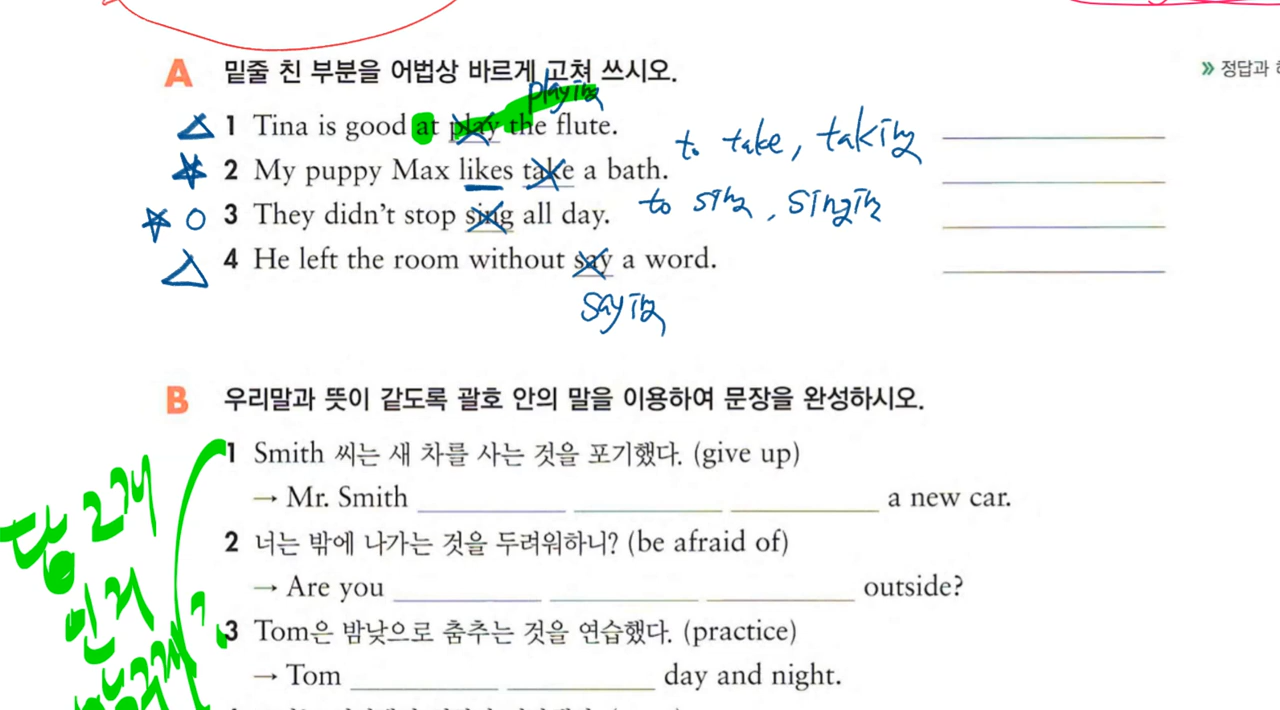 A 밑줄 친 부분을 어법상 바르게 고쳐 쓰시오.
» 정답과 해
playing
1 Tina is good at play the flute.
to take, taking
2 My puppy Max likes take a bath.
to sing, singing
3 They didn't stop sing all day.
4 He left the room without say a word.
saying
B 우리말과 뜻이 같도록 괄호 안의 말을 이용하여 문장을 완성하시오.
1 Smith 씨는 새 차를 사는 것을 포기했다. (give up)
→ Mr. Smith a new car.
2 너는 밖에 나가는 것을 두려워하니? (be afraid of)
→ Are you outside?
3 Tom은 밤낮으로 춤추는 것을 연습했다. (practice)
→ Tom day and night.
답 2개
인거